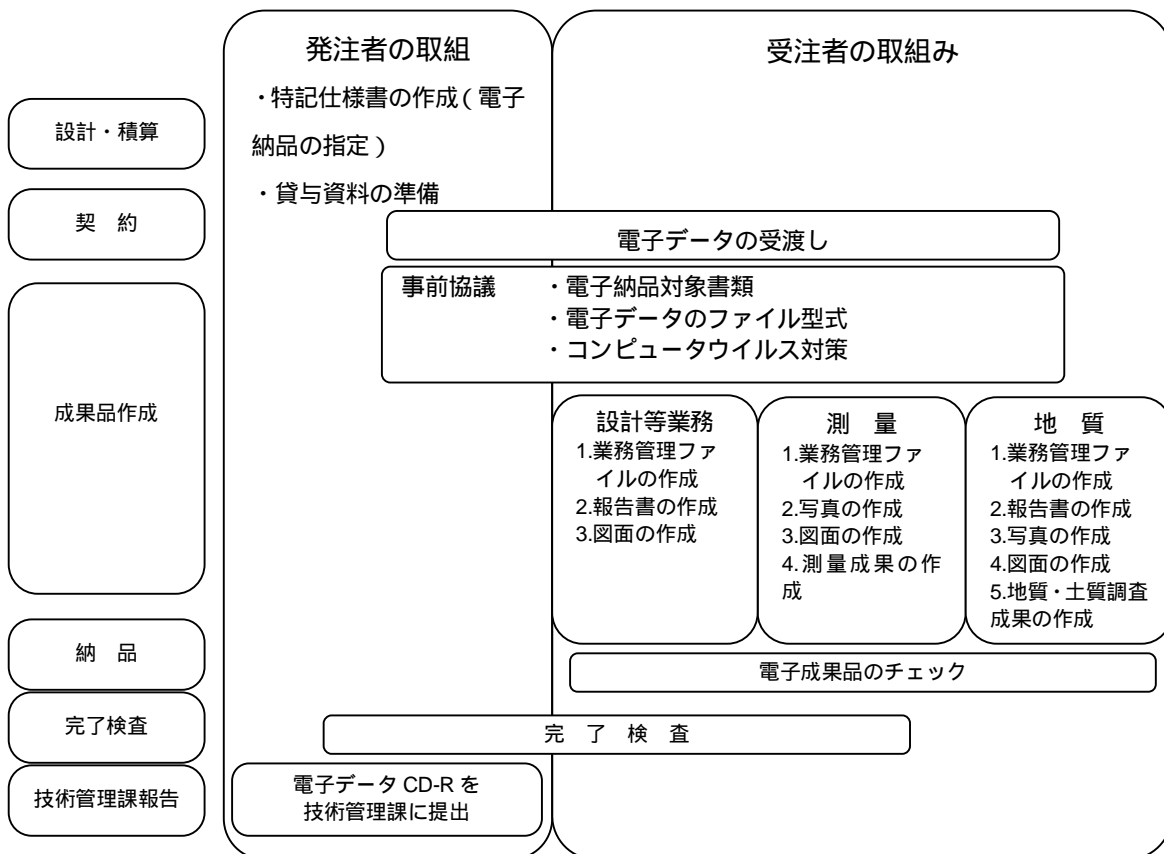 発注者の取組
受注者の取組み
・特記仕様書の作成(電子
納品の指定)
・貸与資料の準備
設計・積算
契 約
電子データの受渡し
事前協議 ・電子納品対象書類
・電子データのファイル型式
・コンピュータウイルス対策
成果品作成
設計等業務
1.業務管理ファ
イルの作成
2.報告書の作成
3.図面の作成
測 量
1.業務管理ファ
イルの作成
2.写真の作成
3.図面の作成
4.測量成果の作
成
地 質
1.業務管理ファ
イルの作成
2.報告書の作成
3.写真の作成
4.図面の作成
5.地質・土質調査
成果の作成
納 品
電子成果品のチェック
完了検査
完 了 検 査
技術管理課報告
電子データ CD-R を
技術管理課に提出